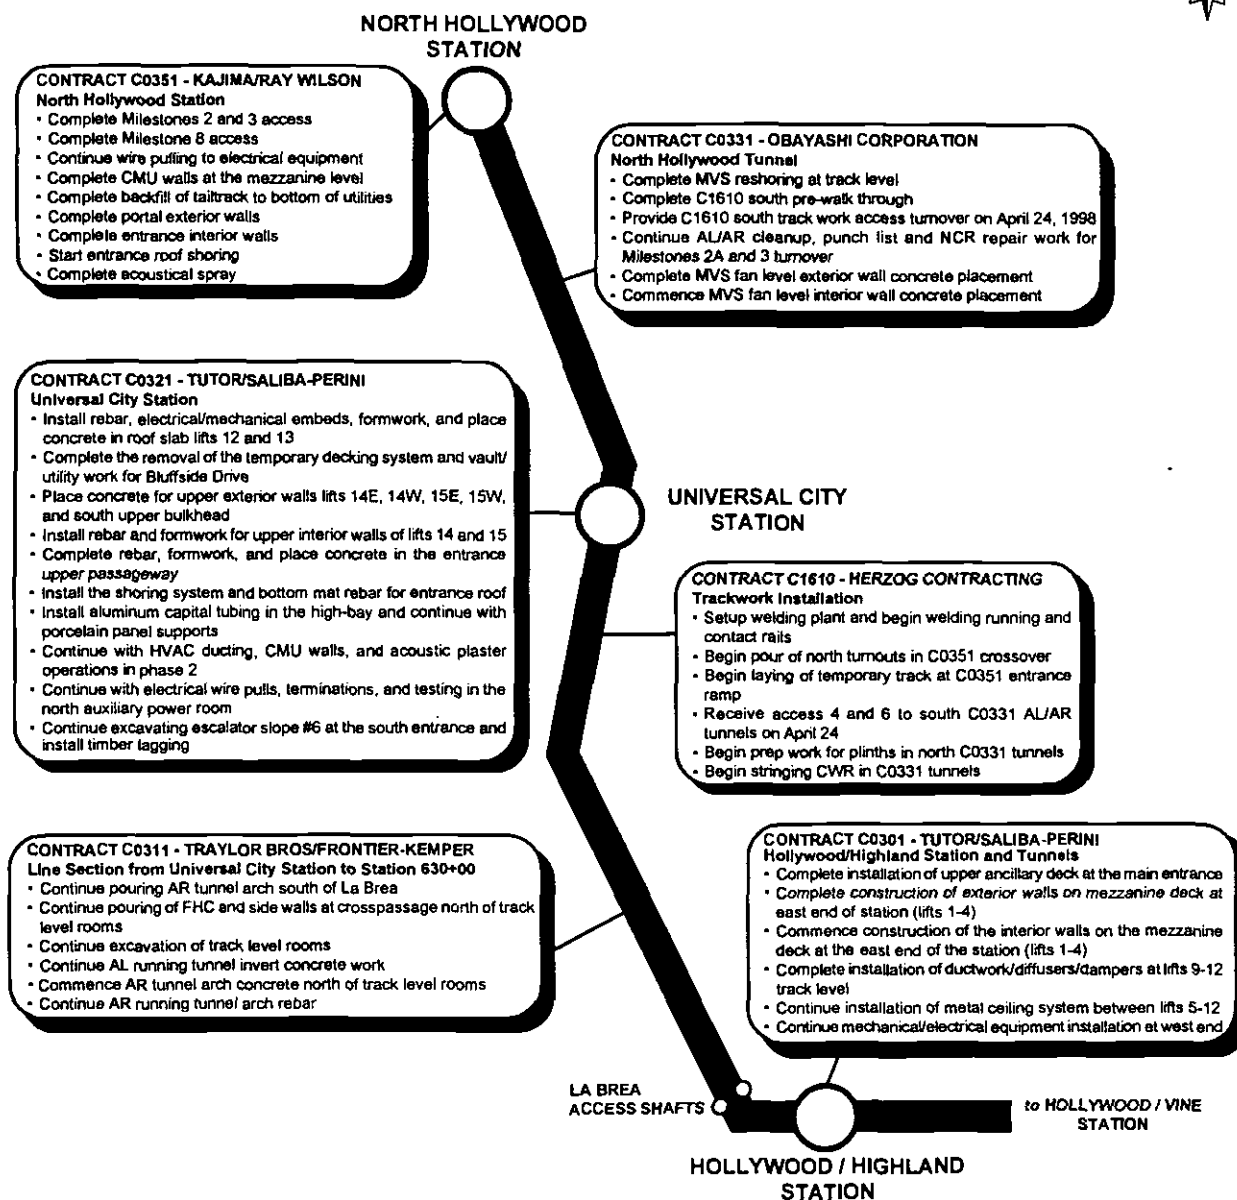 NORTH HOLLYWOOD
STATION
CONTRACT C0351 - KAJIMA/RAY WILSON
North Hollywood Station
• Complete Milestones 2 and 3 access
• Complete Milestone 8 access
• Continue wire pulling to electrical equipment
• Complete CMU walls at the mezzanine level
• Complete backfill of tailtrack to bottom of utilities
• Complete portal exterior walls
• Complete entrance interior walls
• Start entrance roof shoring
• Complete acoustical spray
CONTRACT C0331 - OBAYASHI CORPORATION
North Hollywood Tunnel
• Complete MVS reshoring at track level
• Complete C1610 south pre-walk through
• Provide C1610 south track work access turnover on April 24, 1998
• Continue AL/AR cleanup, punch list and NCR repair work for
Milestones 2A and 3 turnover
• Complete MVS fan level exterior wall concrete placement
• Commence MVS fan level interior wall concrete placement
CONTRACT C0321 - TUTOR/SALIBA-PERINI
Universal City Station
• Install rebar, electrical/mechanical embeds, formwork, and place
concrete in roof slab lifts 12 and 13
• Complete the removal of the temporary decking system and vault/
utility work for Bluffside Drive
• Place concrete for upper exterior walls lifts 14E, 14W, 15E, 15W,
and south upper bulkhead
• Install rebar and formwork for upper interior walls of lifts 14 and 15
• Complete rebar, formwork, and place concrete in the entrance
upper passageway
• Install the shoring system and bottom mat rebar for entrance roof
• Install aluminum capital tubing in the high-bay and continue with
porcelain panel supports
• Continue with HVAC ducting, CMU walls, and acoustic plaster
operations in phase 2
• Continue with electrical wire pulls, terminations, and testing in the
north auxiliary power room
• Continue excavating escalator slope #6 at the south entrance and
install timber lagging
UNIVERSAL CITY
STATION
CONTRACT C1610 - HERZOG CONTRACTING
Trackwork Installation
• Setup welding plant and begin welding running and
contact rails
• Begin pour of north turnouts in C0351 crossover
• Begin laying of temporary track at C0351 entrance
ramp
• Receive access 4 and 6 to south C0331 AL/AR
tunnels on April 24
• Begin prep work for plinths in north C0331 tunnels
• Begin stringing CWR in C0331 tunnels
CONTRACT C0311 - TRAYLOR BROS/FRONTIER-KEMPER
Line Section from Universal City Station to Station 630+00
• Continue pouring AR tunnel arch south of La Brea
• Continue pouring of FHC and side walls at crosspassage north of track
level rooms
• Continue excavation of track level rooms
• Continue AL running tunnel invert concrete work
• Commence AR tunnel arch concrete north of track level rooms
• Continue AR running tunnel arch rebar
CONTRACT C0301 - TUTOR/SALIBA-PERINI
Hollywood/Highland Station and Tunnels
• Complete installation of upper ancillary deck at the main entrance
• Complete construction of exterior walls on mezzanine deck at
east end of station (lifts 1-4)
• Commence construction of the interior walls on the mezzanine
deck at the east end of the station (lifts 1-4)
• Complete installation of ductwork/diffusers/dampers at lifts 9-12
track level
• Continue installation of metal ceiling system between lifts 5-12
• Continue mechanical/electrical equipment installation at west end
LA BREA
ACCESS SHAFTS
to HOLLYWOOD / VINE
STATION
HOLLYWOOD / HIGHLAND
STATION